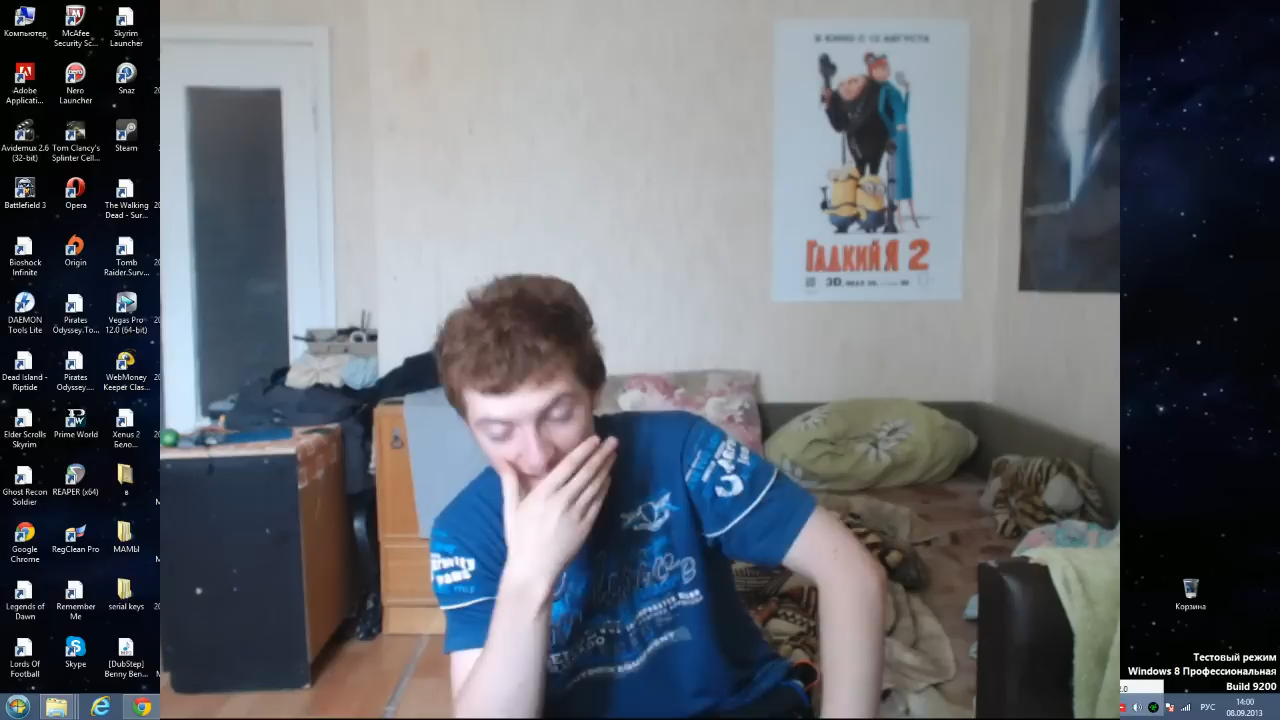 Компьютер
McAfee
Security Sc...
Skyrim
Launcher
Adobe
Applicati...
Nero
Launcher
Snaz
Avidemux 2.6
(32-bit)
Tom Clancy's
Splinter Cell...
Steam
Battlefield 3
Opera
The Walking
Dead - Sur...
Bioshock
Infinite
Origin
Tomb
Raider.Surv...
DAEMON
Tools Lite
Pirates
Odyssey.To...
Vegas Pro
12.0 (64-bit)
Dead Island -
Riptide
Pirates
Odyssey....
WebMoney
Keeper Clas...
Elder Scrolls
Skyrim
Prime World
Xenus 2
Бело...
Ghost Recon
Soldier
REAPER (x64)
в
Google
Chrome
RegClean Pro
МАМЫ
Legends of
Dawn
Remember
Me
serial keys
Lords Of
Football
Skype
[DubStep]
Benny Ben...
В КИНО С 15 АВГУСТА
ГАДКИЙ Я 2
3D
Корзина
Тестовый режим
Windows 8 Профессиональная
Build 9200
2.0
РУС
14:00
08.09.2013